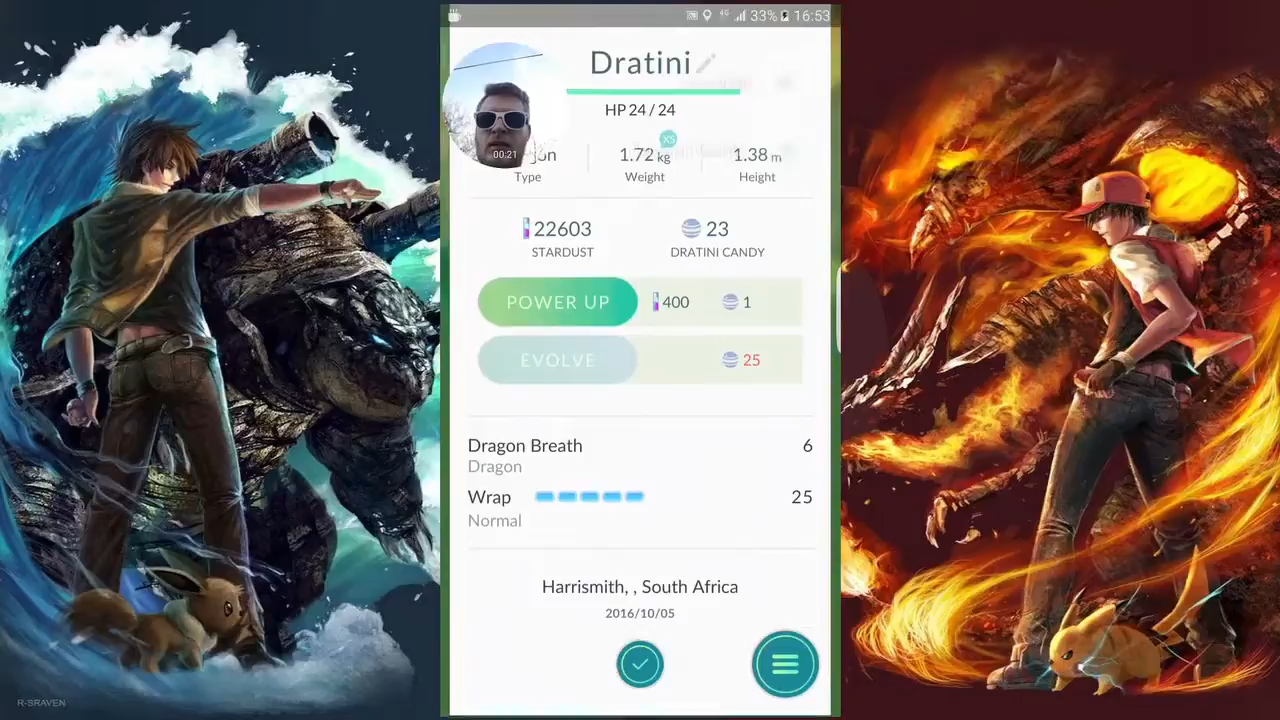 4G 33% 16:53
Dratini
HP 24 / 24
XS
00:21
1.72 kg
1.38 m
Type
Weight
Height
22603
23
STARDUST
DRATINI CANDY
POWER UP
400
1
EVOLVE
25
Dragon Breath
6
Dragon
Wrap
25
Normal
Harrismith, , South Africa
2016/10/05
R-SRAVEN